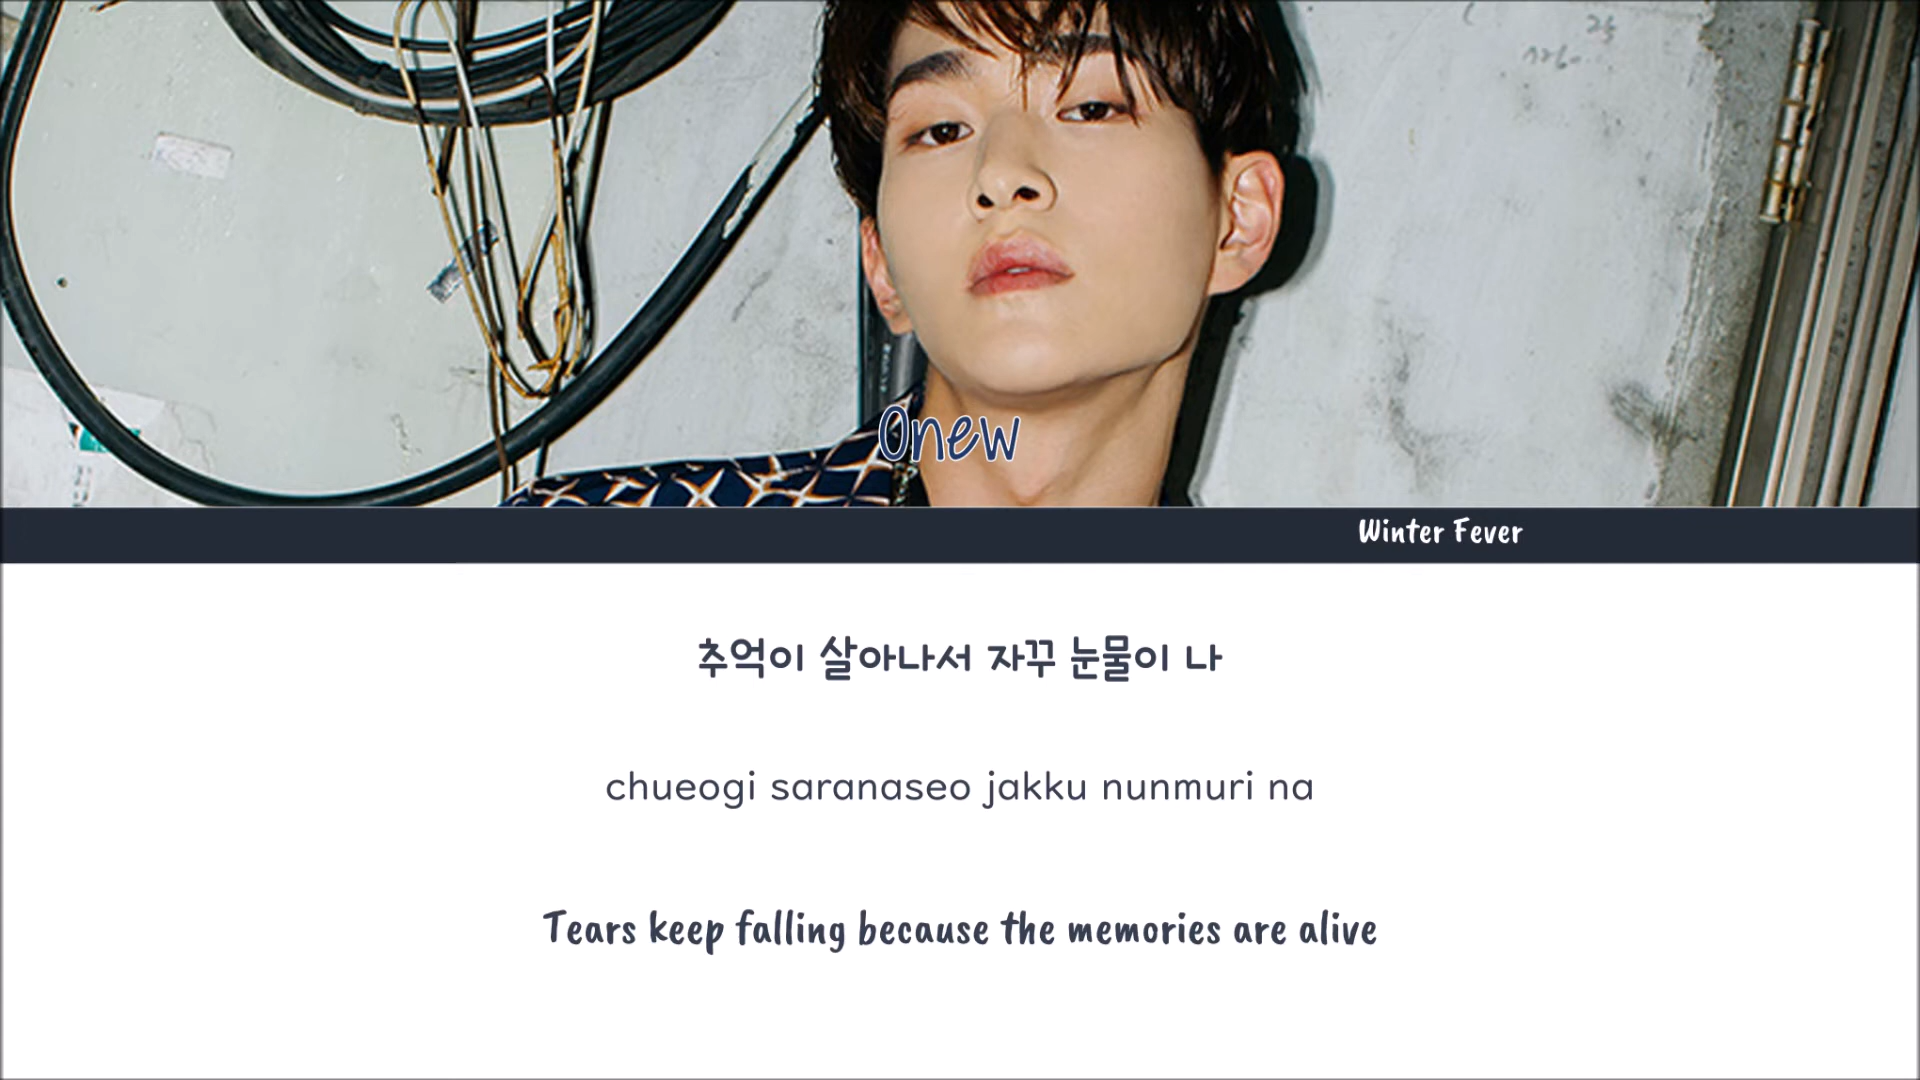 Onew
Winter Fever
추억이 살아나서 자꾸 눈물이 나
chueogi saranaseo jakku nunmuri na
Tears keep falling because the memories are alive